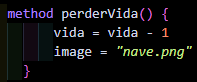 method perderVida() {
vida = vida - 1
image = "nave.png"
}